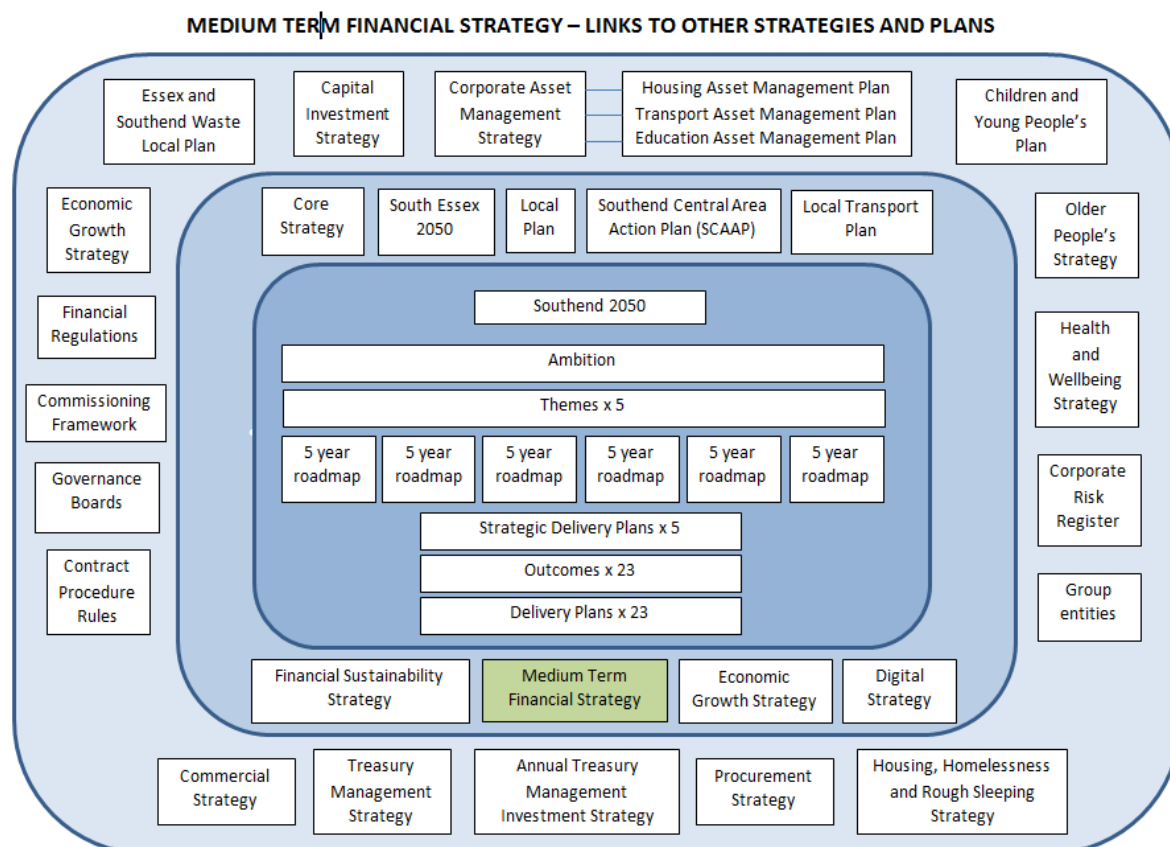 MEDIUM TERM FINANCIAL STRATEGY – LINKS TO OTHER STRATEGIES AND PLANS
Essex and
Southend Waste
Local Plan
Capital
Investment
Strategy
Corporate Asset
Management
Strategy
Housing Asset Management Plan
Transport Asset Management Plan
Education Asset Management Plan
Children and
Young People's
Plan
Economic
Growth
Strategy
Financial
Regulations
Commissioning
Framework
Governance
Boards
Contract
Procedure
Rules
Core
Strategy
South Essex
2050
Local
Plan
Southend Central Area
Action Plan (SCAAP)
Local Transport
Plan
Southend 2050
Ambition
Themes x 5
5 year
roadmap
5 year
roadmap
5 year
roadmap
5 year
roadmap
5 year
roadmap
5 year
roadmap
Strategic Delivery Plans x 5
Outcomes x 23
Delivery Plans x 23
Financial Sustainability
Strategy
Medium Term
Financial Strategy
Economic
Growth Strategy
Digital
Strategy
Older
People's
Strategy
Health
and
Wellbeing
Strategy
Corporate
Risk
Register
Group
entities
Commercial
Strategy
Treasury
Management
Strategy
Annual Treasury
Management
Investment Strategy
Procurement
Strategy
Housing, Homelessness
and Rough Sleeping
Strategy